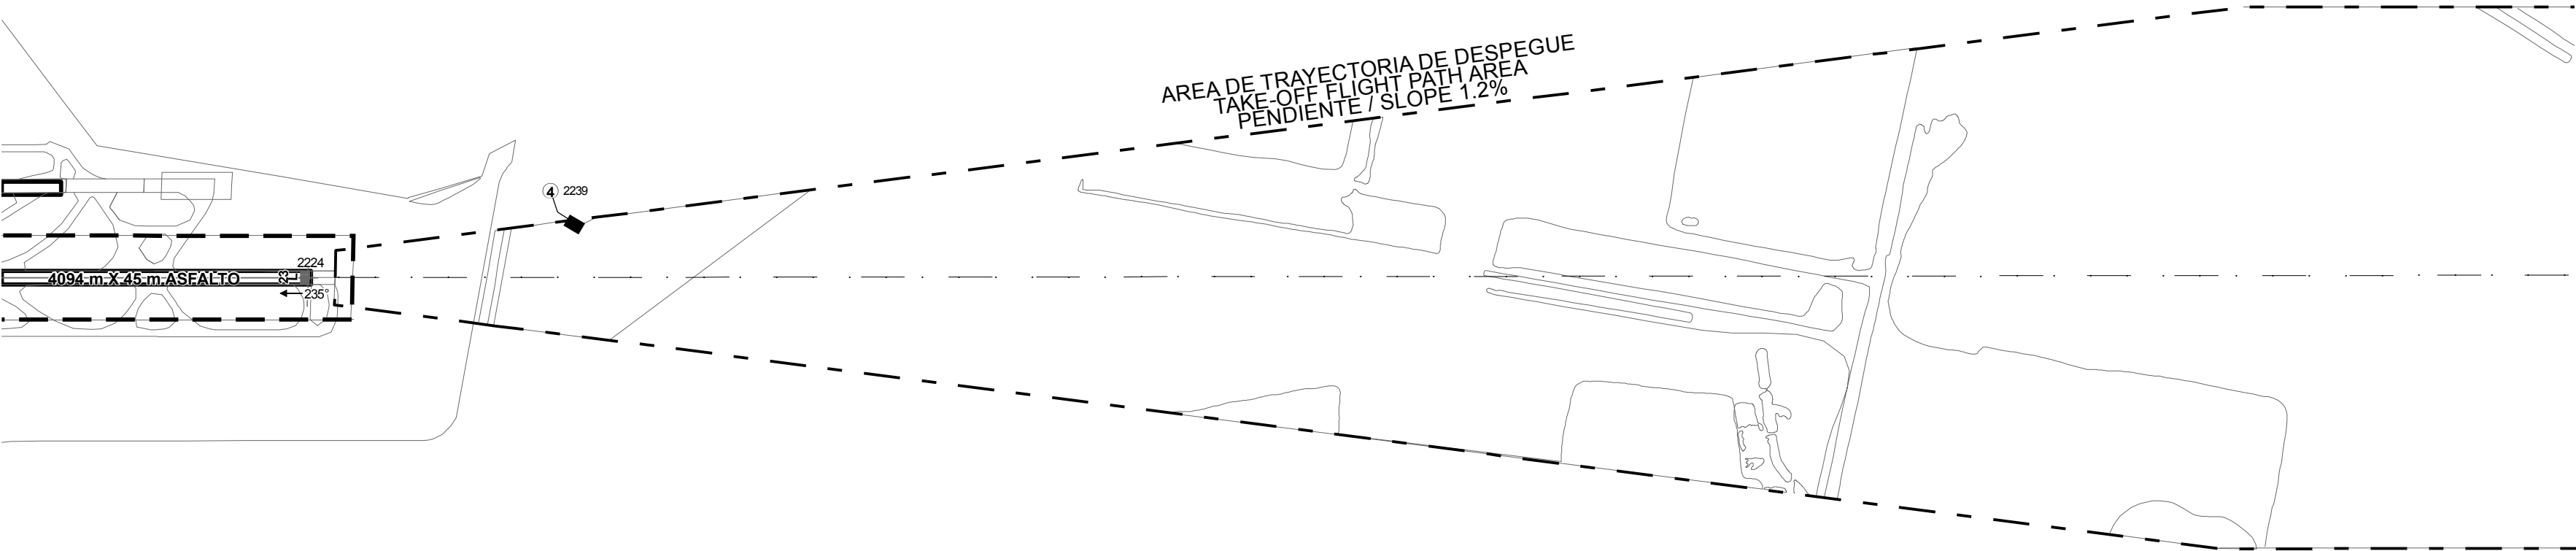 AREA DE TRAYECTORIA DE DESPEGUE
TAKE-OFF FLIGHT PATH AREA
PENDIENTE / SLOPE 1.2%
4 2239
2224
4094 m X 45 m ASFALTO
23L
235°